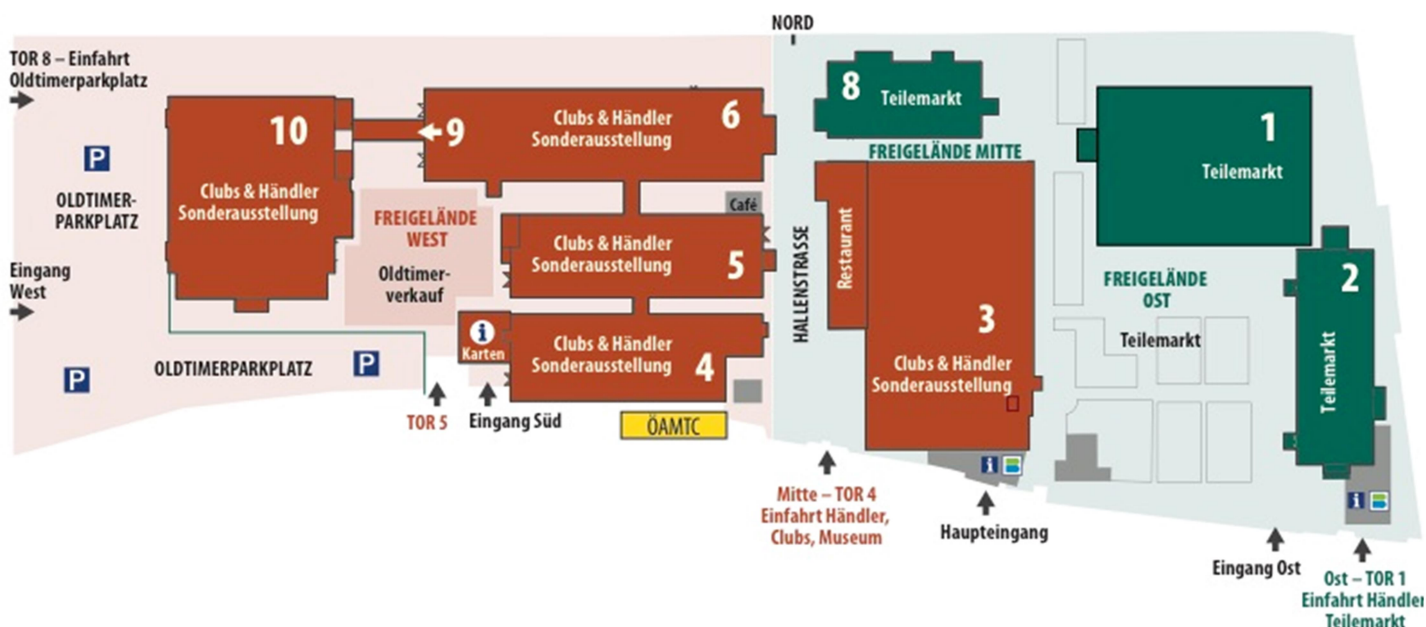 NORD
TOR 8 – Einfahrt
Oldtimerparkplatz
P
OLDTIMER-
PARKPLATZ
Eingang
West
P
OLDTIMERPARKPLATZ
P
10
Clubs & Händler
Sonderausstellung
9
Clubs & Händler
Sonderausstellung
6
FREIGELÄNDE
WEST
Oldtimer-
verkauf
Café
Clubs & Händler
Sonderausstellung
5
i
Karten
Clubs & Händler
Sonderausstellung
4
TOR 5
Eingang Süd
ÖAMTC
HALLENSTRASSE
8
Teilemarkt
FREIGELÄNDE MITTE
Restaurant
3
Clubs & Händler
Sonderausstellung
i
Mitte – TOR 4
Einfahrt Händler,
Clubs, Museum
Haupteingang
1
Teilemarkt
FREIGELÄNDE
OST
Teilemarkt
2
Teilemarkt
i
Eingang Ost
Ost – TOR 1
Einfahrt Händler
Teilemarkt